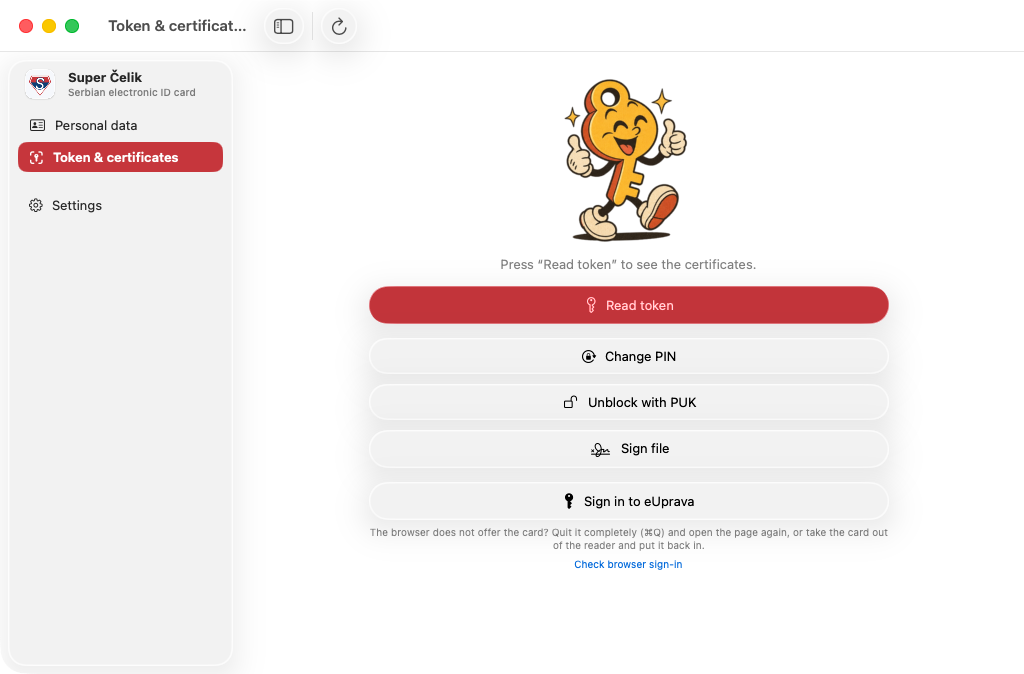 Token & certificat...
Super Čelik
Serbian electronic ID card
Personal data
Token & certificates
Settings
Press “Read token” to see the certificates.
Read token
Change PIN
Unblock with PUK
Sign file
Sign in to eUprava
The browser does not offer the card? Quit it completely (⌘Q) and open the page again, or take the card out
of the reader and put it back in.
Check browser sign-in